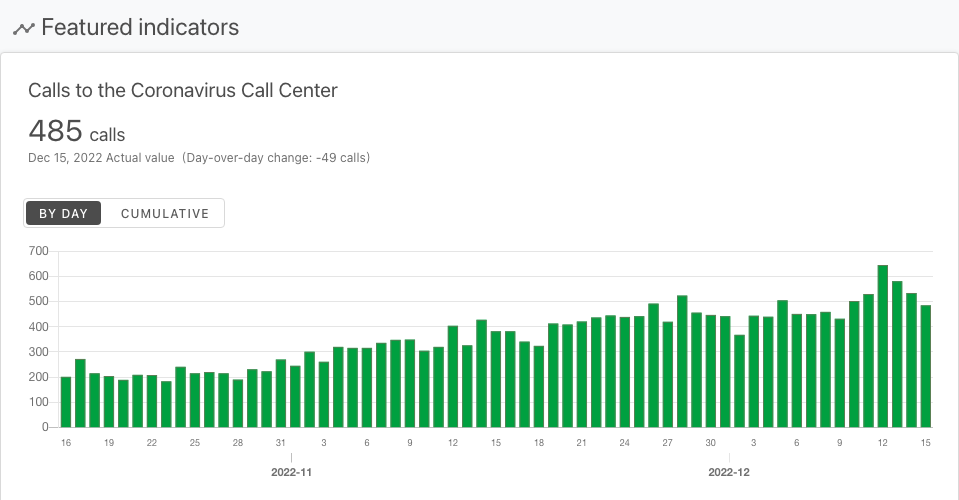 Featured indicators
Calls to the Coronavirus Call Center
485 calls
Dec 15, 2022 Actual value (Day-over-day change: -49 calls)
BY DAY CUMULATIVE
700
600
500
400
300
200
100
0
16 19 22 25 28 31 3 6 9 12 15 18 21 24 27 30 3 6 9 12 15
2022-11 2022-12